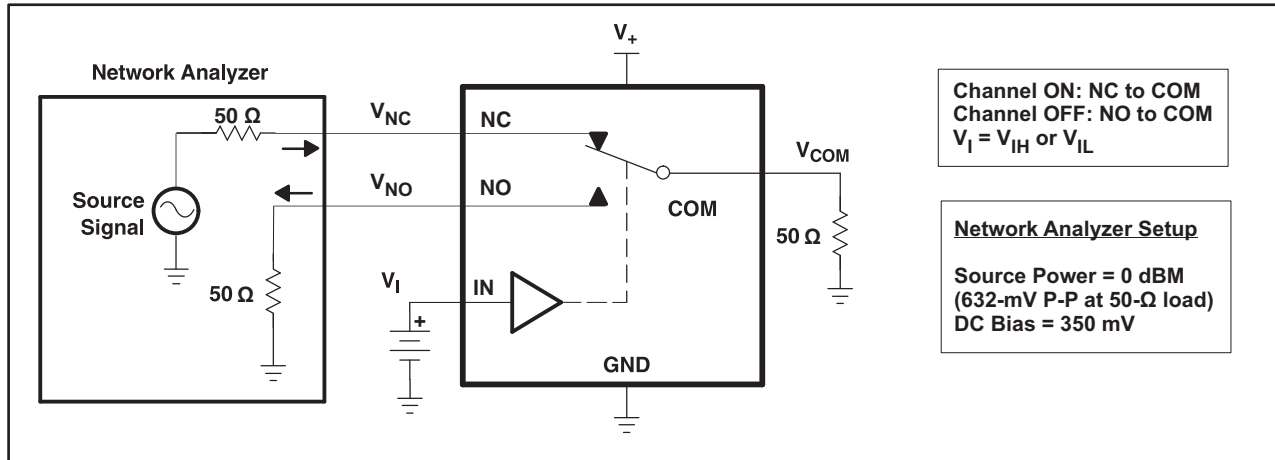 V+
Network Analyzer
50 Ω
VNC
NC
Channel ON: NC to COM
Channel OFF: NO to COM
VI = VIH or VIL
VCOM
VNO
NO
Source
Signal
COM
50 Ω
Network Analyzer Setup
Source Power = 0 dBM
(632-mV P-P at 50-Ω load)
DC Bias = 350 mV
50 Ω
VI
IN
+
GND